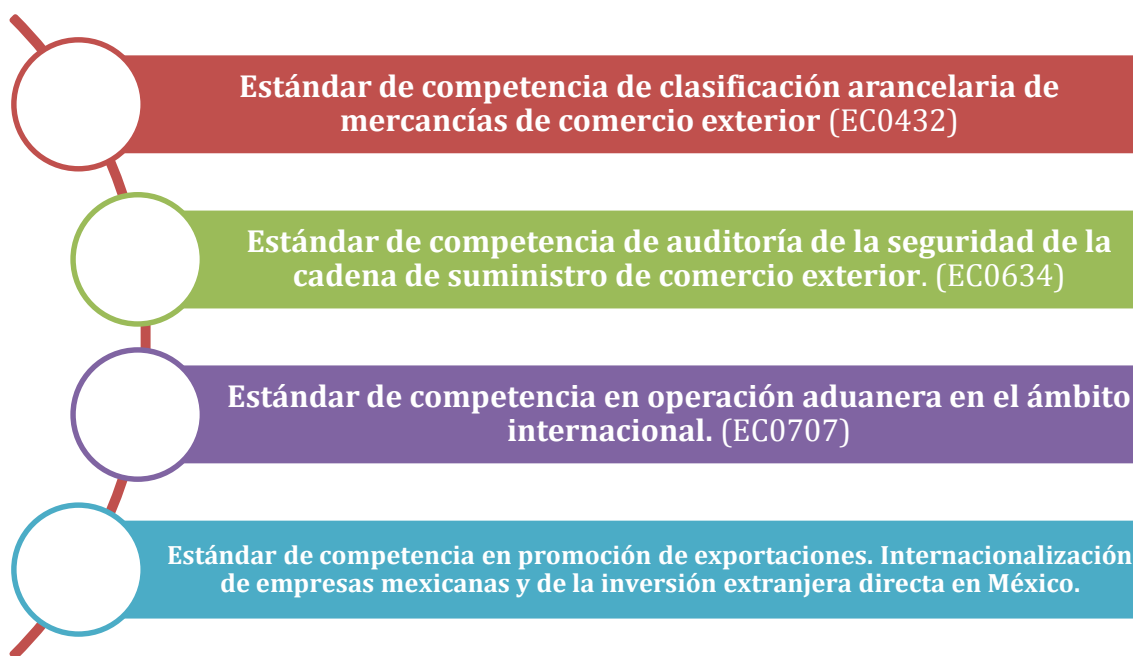 Estándar de competencia de clasificación arancelaria de
mercancías de comercio exterior (EC0432)
Estándar de competencia de auditoría de la seguridad de la
cadena de suministro de comercio exterior. (EC0634)
Estándar de competencia en operación aduanera en el ámbito
internacional. (EC0707)
Estándar de competencia en promoción de exportaciones. Internacionalización
de empresas mexicanas y de la inversión extranjera directa en México.